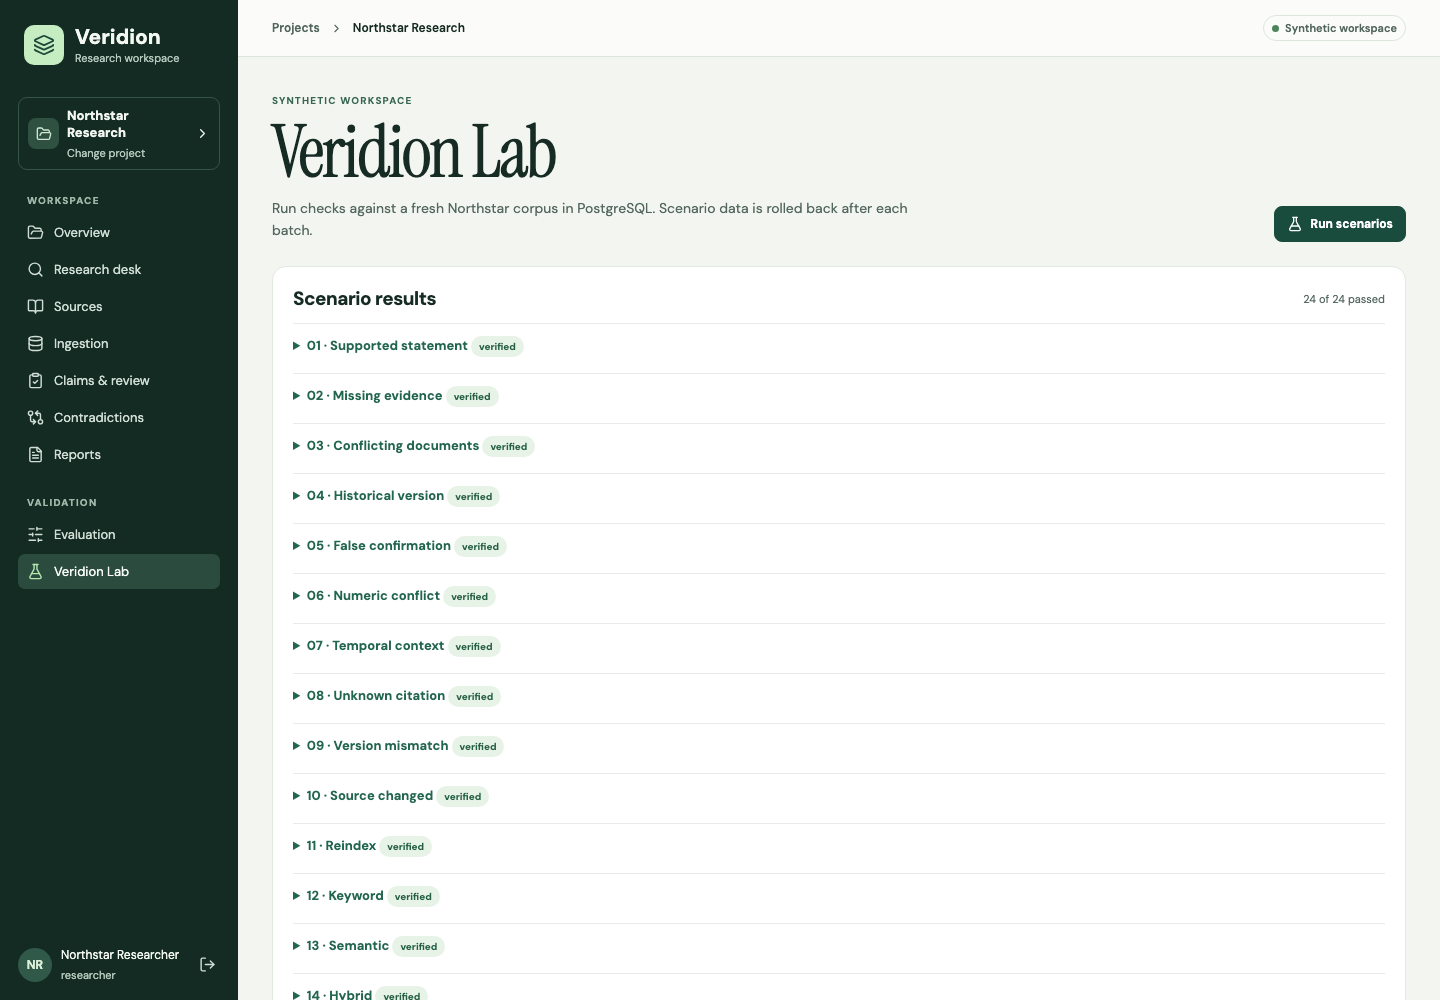 Veridion
Research workspace
Northstar
Research
Change project
WORKSPACE
Overview
Research desk
Sources
Ingestion
Claims & review
Contradictions
Reports
VALIDATION
Evaluation
Veridion Lab
NR
Northstar Researcher
researcher
Projects > Northstar Research
Synthetic workspace
SYNTHETIC WORKSPACE
Veridion Lab
Run checks against a fresh Northstar corpus in PostgreSQL. Scenario data is rolled back after each
batch.
Run scenarios
Scenario results
24 of 24 passed
01 · Supported statement verified
02 · Missing evidence verified
03 · Conflicting documents verified
04 · Historical version verified
05 · False confirmation verified
06 · Numeric conflict verified
07 · Temporal context verified
08 · Unknown citation verified
09 · Version mismatch verified
10 · Source changed verified
11 · Reindex verified
12 · Keyword verified
13 · Semantic verified
14 · Hybrid verified